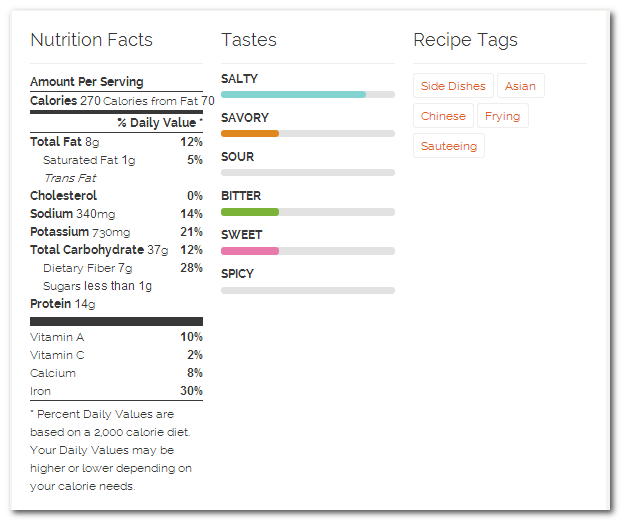 Nutrition Facts
Amount Per Serving
Calories 270 Calories from Fat 70
% Daily Value *
Total Fat 8g 12%
Saturated Fat 1g 5%
Trans Fat
Cholesterol 0%
Sodium 340mg 14%
Potassium 730mg 21%
Total Carbohydrate 37g 12%
Dietary Fiber 7g 28%
Sugars less than 1g
Protein 14g
Vitamin A 10%
Vitamin C 2%
Calcium 8%
Iron 30%
* Percent Daily Values are
based on a 2,000 calorie diet.
Your Daily Values may be
higher or lower depending on
your calorie needs.
Tastes
SALTY
SAVORY
SOUR
BITTER
SWEET
SPICY
Recipe Tags
Side Dishes Asian
Chinese Frying
Sauteeing